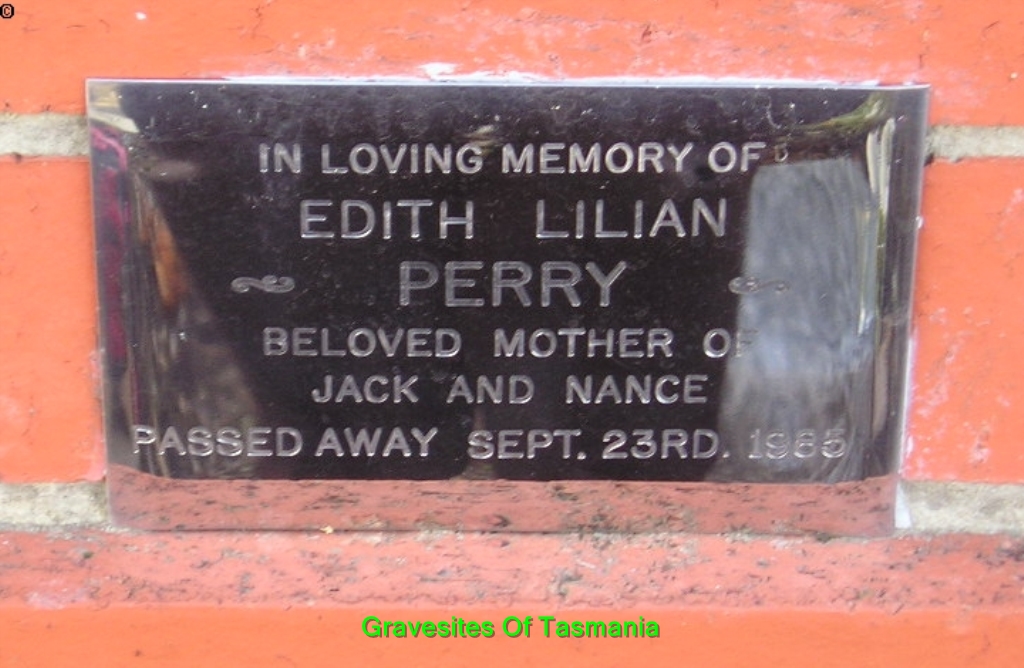 ©
IN LOVING MEMORY OF
EDITH LILIAN
PERRY
BELOVED MOTHER OF
JACK AND NANCE
PASSED AWAY SEPT. 23RD. 1985
Gravesites Of Tasmania